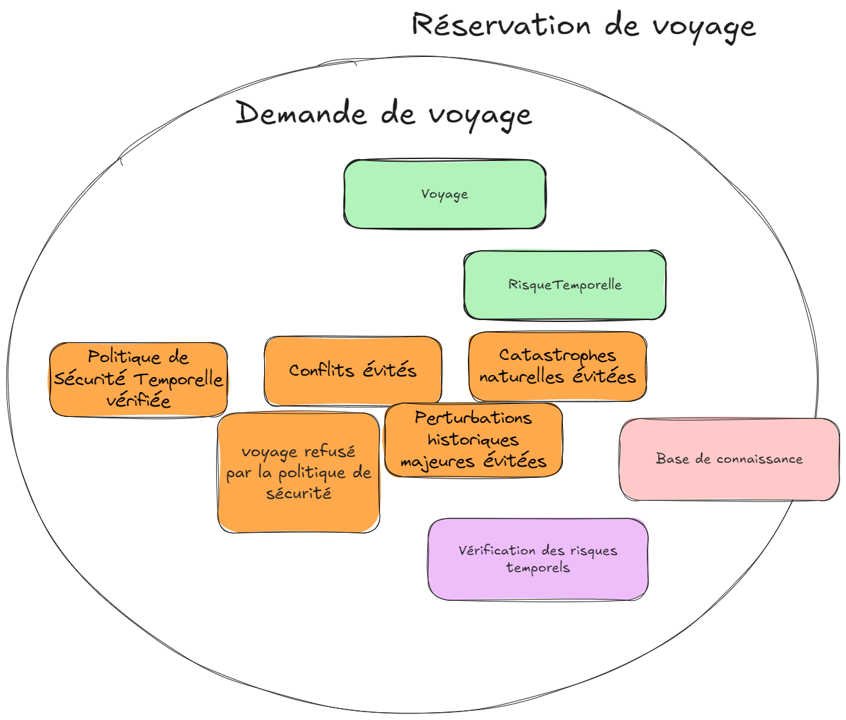 Réservation de voyage
Demande de voyage
Voyage
RisqueTemporelle
Politique de
Sécurité Temporelle
vérifiée
Conflits évités
Catastrophes
naturelles évitées
voyage refusé
par la politique de
sécurité
Perturbations
historiques
majeures évitées
Base de connaissance
Vérification des risques
temporels